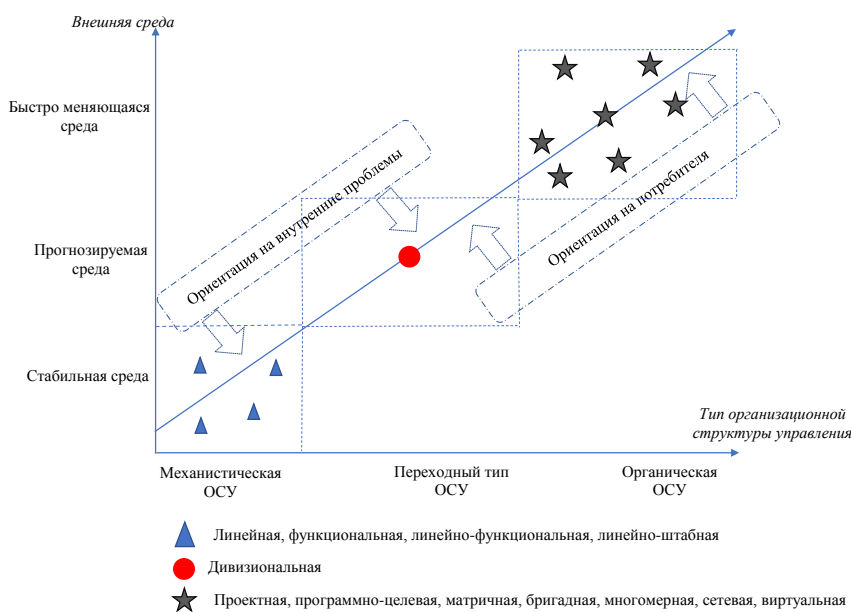 Внешняя среда
Быстро меняющаяся
среда
Ориентация на внутренние проблемы
Ориентация на потребителя
Прогнозируемая
среда
Стабильная среда
Тип организационной
структуры управления
Механистическая
ОСУ
Переходный тип
ОСУ
Органическая
ОСУ
Линейная, функциональная, линейно-функциональная, линейно-штабная
Дивизиональная
Проектная, программно-целевая, матричная, бригадная, многомерная, сетевая, виртуальная